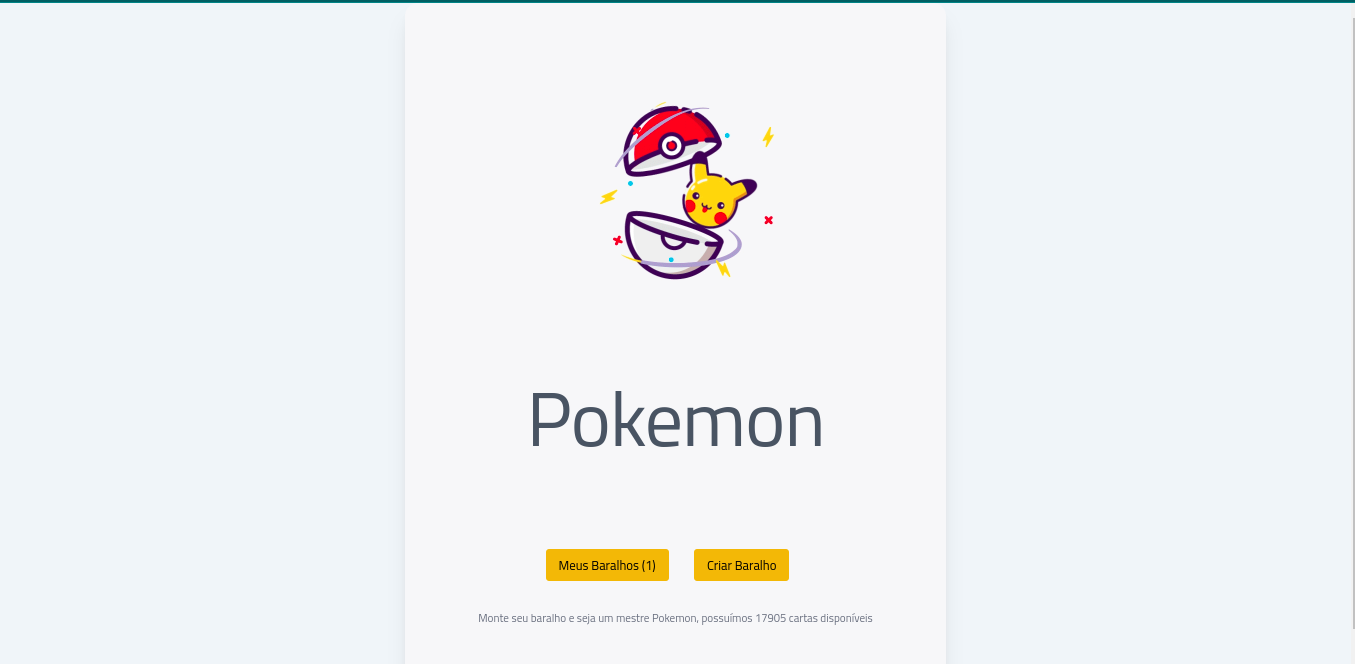 Pokemon
Meus Baralhos (1)
Criar Baralho
Monte seu baralho e seja um mestre Pokemon, possuímos 17905 cartas disponíveis